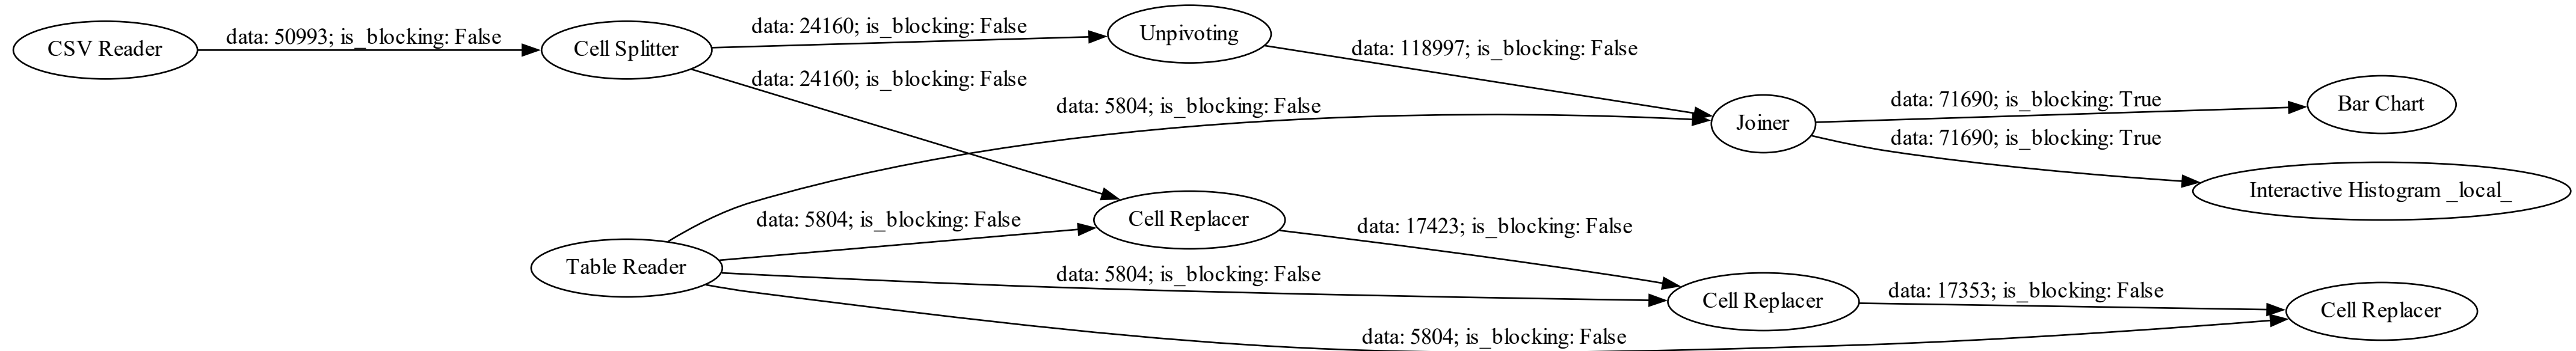 CSV Reader
data: 50993; is_blocking: False
Cell Splitter
data: 24160; is_blocking: False
data: 24160; is_blocking: False
Unpivoting
data: 118997; is_blocking: False
data: 5804; is_blocking: False
Joiner
data: 71690; is_blocking: True
data: 71690; is_blocking: True
Bar Chart
Interactive Histogram _local_
Table Reader
data: 5804; is_blocking: False
Cell Replacer
data: 17423; is_blocking: False
data: 5804; is_blocking: False
Cell Replacer
data: 17353; is_blocking: False
data: 5804; is_blocking: False
Cell Replacer